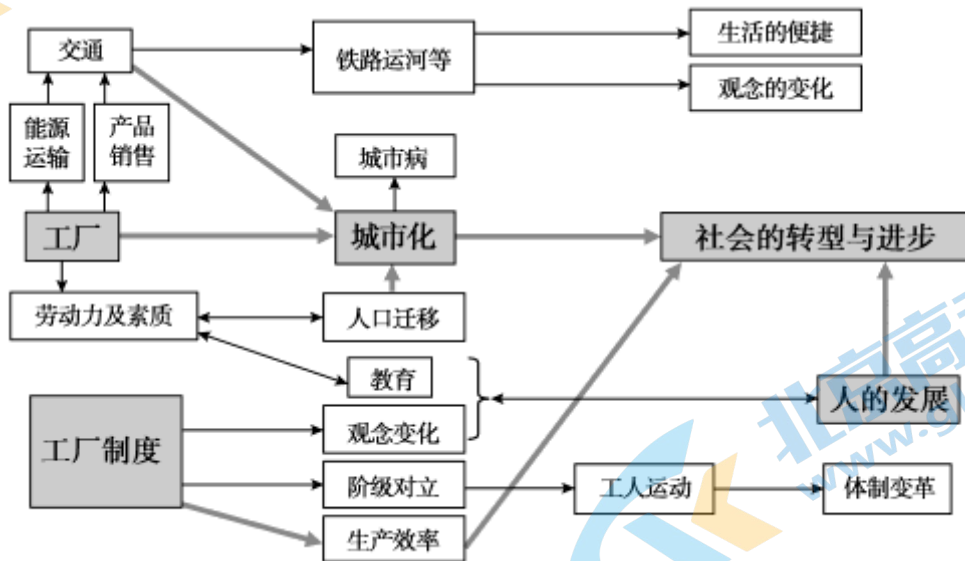 交通
铁路运河等
生活的便捷
观念的变化
能源
运输
产品
销售
城市病
工厂
城市化
社会的转型与进步
劳动力及素质
人口迁移
教育
人的发展
工厂制度
观念变化
阶级对立
工人运动
体制变革
生产效率
北京高
www.g